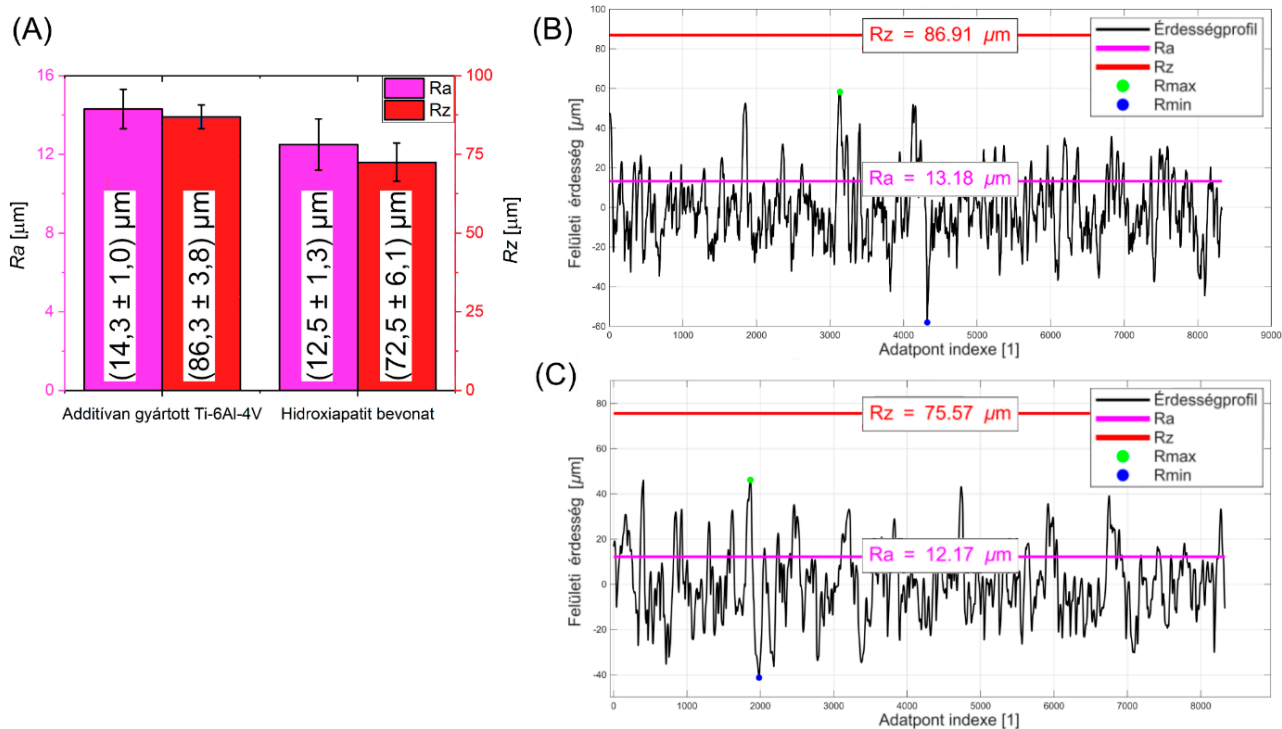 (A)
Ra
Rz
16
12
8
4
0
Ra [µm]
100
75
50
25
0
Rz [µm]
(14,3 ± 1,0) µm
(86,3 ± 3,8) µm
(12,5 ± 1,3) µm
(72,5 ± 6,1) µm
Additívan gyártott Ti-6Al-4V
Hidroxiapatit bevonat
(B)
100
80
60
40
20
0
-20
-40
-60
Felületi érdesség [µm]
Rz = 86.91 µm
Ra = 13.18 µm
Érdességprofil
Ra
Rz
Rmax
Rmin
0 1000 2000 3000 4000 5000 6000 7000 8000 9000
Adatpont indexe [1]
(C)
80
60
40
20
0
-20
-40
Felületi érdesség [µm]
Rz = 75.57 µm
Ra = 12.17 µm
Érdességprofil
Ra
Rz
Rmax
Rmin
0 1000 2000 3000 4000 5000 6000 7000 8000
Adatpont indexe [1]